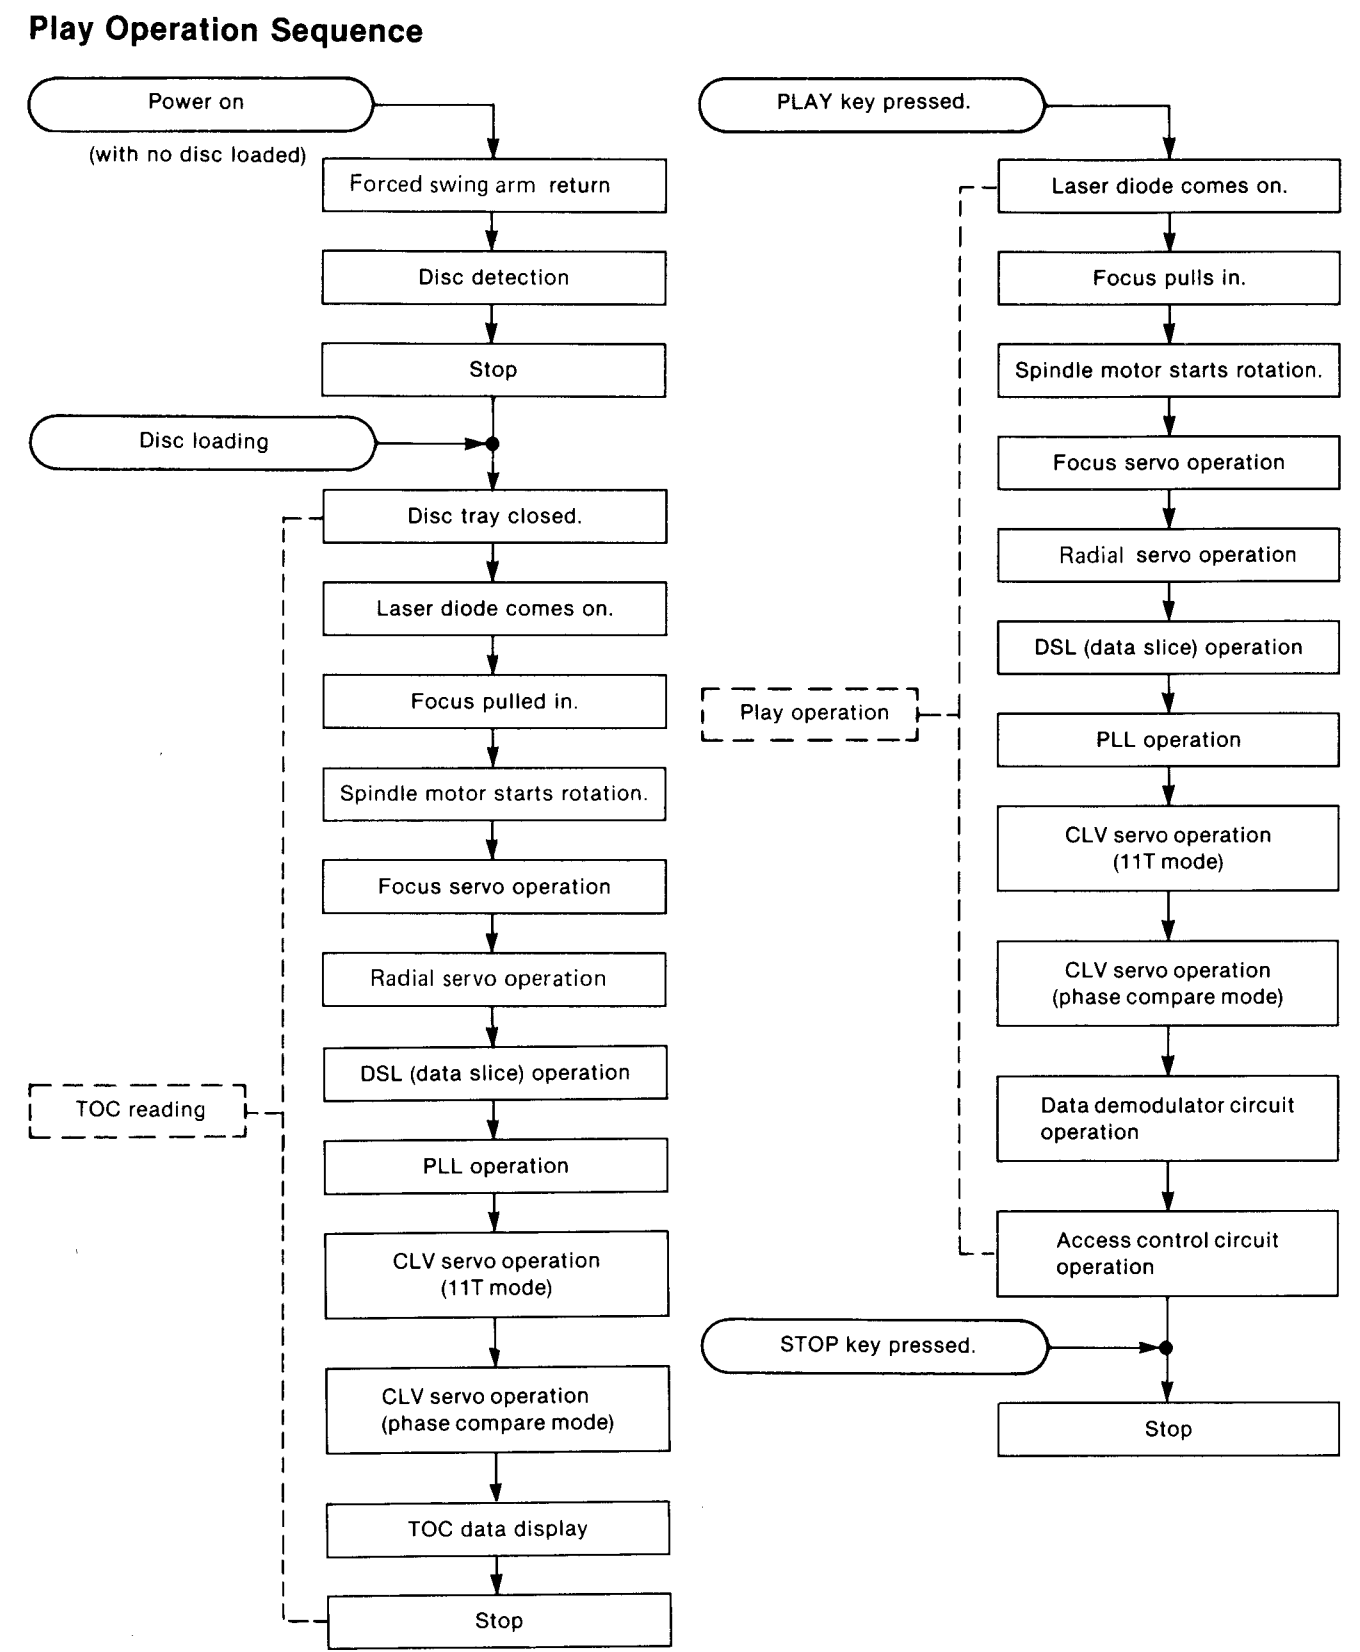 Play Operation Sequence
Power on
(with no disc loaded)
Forced swing arm return
Disc detection
Stop
Disc loading
Disc tray closed.
Laser diode comes on.
Focus pulled in.
Spindle motor starts rotation.
Focus servo operation
Radial servo operation
DSL (data slice) operation
TOC reading
PLL operation
CLV servo operation
(11T mode)
CLV servo operation
(phase compare mode)
TOC data display
Stop
PLAY key pressed.
Laser diode comes on.
Focus pulls in.
Spindle motor starts rotation.
Focus servo operation
Radial servo operation
DSL (data slice) operation
Play operation
PLL operation
CLV servo operation
(11T mode)
CLV servo operation
(phase compare mode)
Data demodulator circuit
operation
Access control circuit
operation
STOP key pressed.
Stop